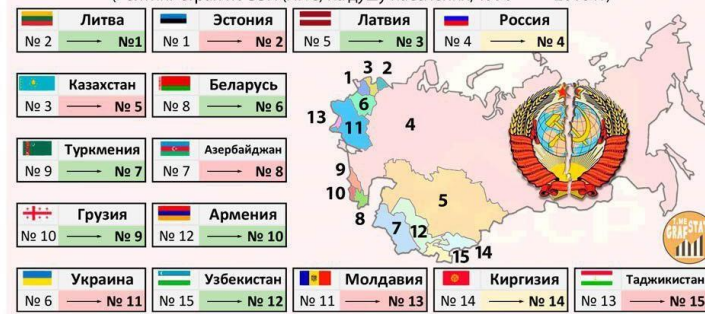 Литва
№ 2 → №1
Эстония
№ 1 → № 2
Латвия
№ 5 → № 3
Россия
№ 4 → № 4
Казахстан
№ 3 → № 5
Беларусь
№ 8 → № 6
Туркмения
№ 9 → № 7
Азербайджан
№ 7 → № 8
Грузия
№ 10 → № 9
Армения
№ 12 → № 10
Украина
№ 6 → № 11
Узбекистан
№ 15 → № 12
Молдавия
№ 11 → № 13
Киргизия
№ 14 → № 14
Таджикистан
№ 13 → № 15
1 3 2
6
13 11 4
9
10 5
8 7 12
15 14
СССР
T.ME
GRAFSTAT